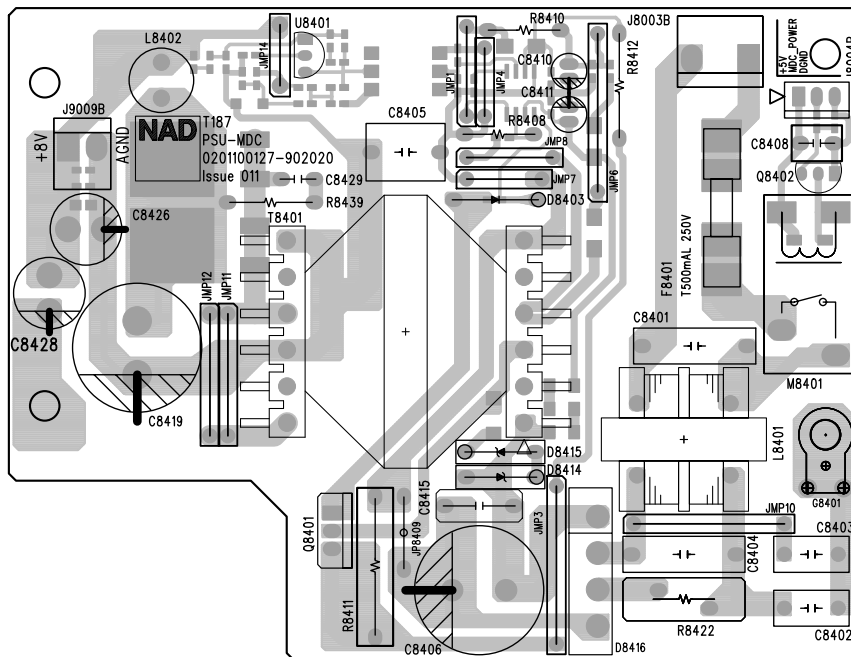 L8402
U8401
JMP14
R8410
J8003B
R8412
C8410
C8411
JMP1
JMP4
R8408
JMP8
JMP7
JMP6
D8403
+5V
MDC_POWER
DGND
J8004B
C8408
Q8402
J9009B
+8V
AGND
NAD
T187
PSU-MDC
0201100127-902020
Issue 011
C8405
C8429
R8439
T8401
C8426
C8428
C8419
JMP12
JMP11
F8401
T500mAL 250V
C8401
M8401
L8401
G8401
D8415
D8414
C8415
Q8401
JP8409
R8411
C8406
JMP3
D8416
JMP10
C8404
C8403
R8422
C8402